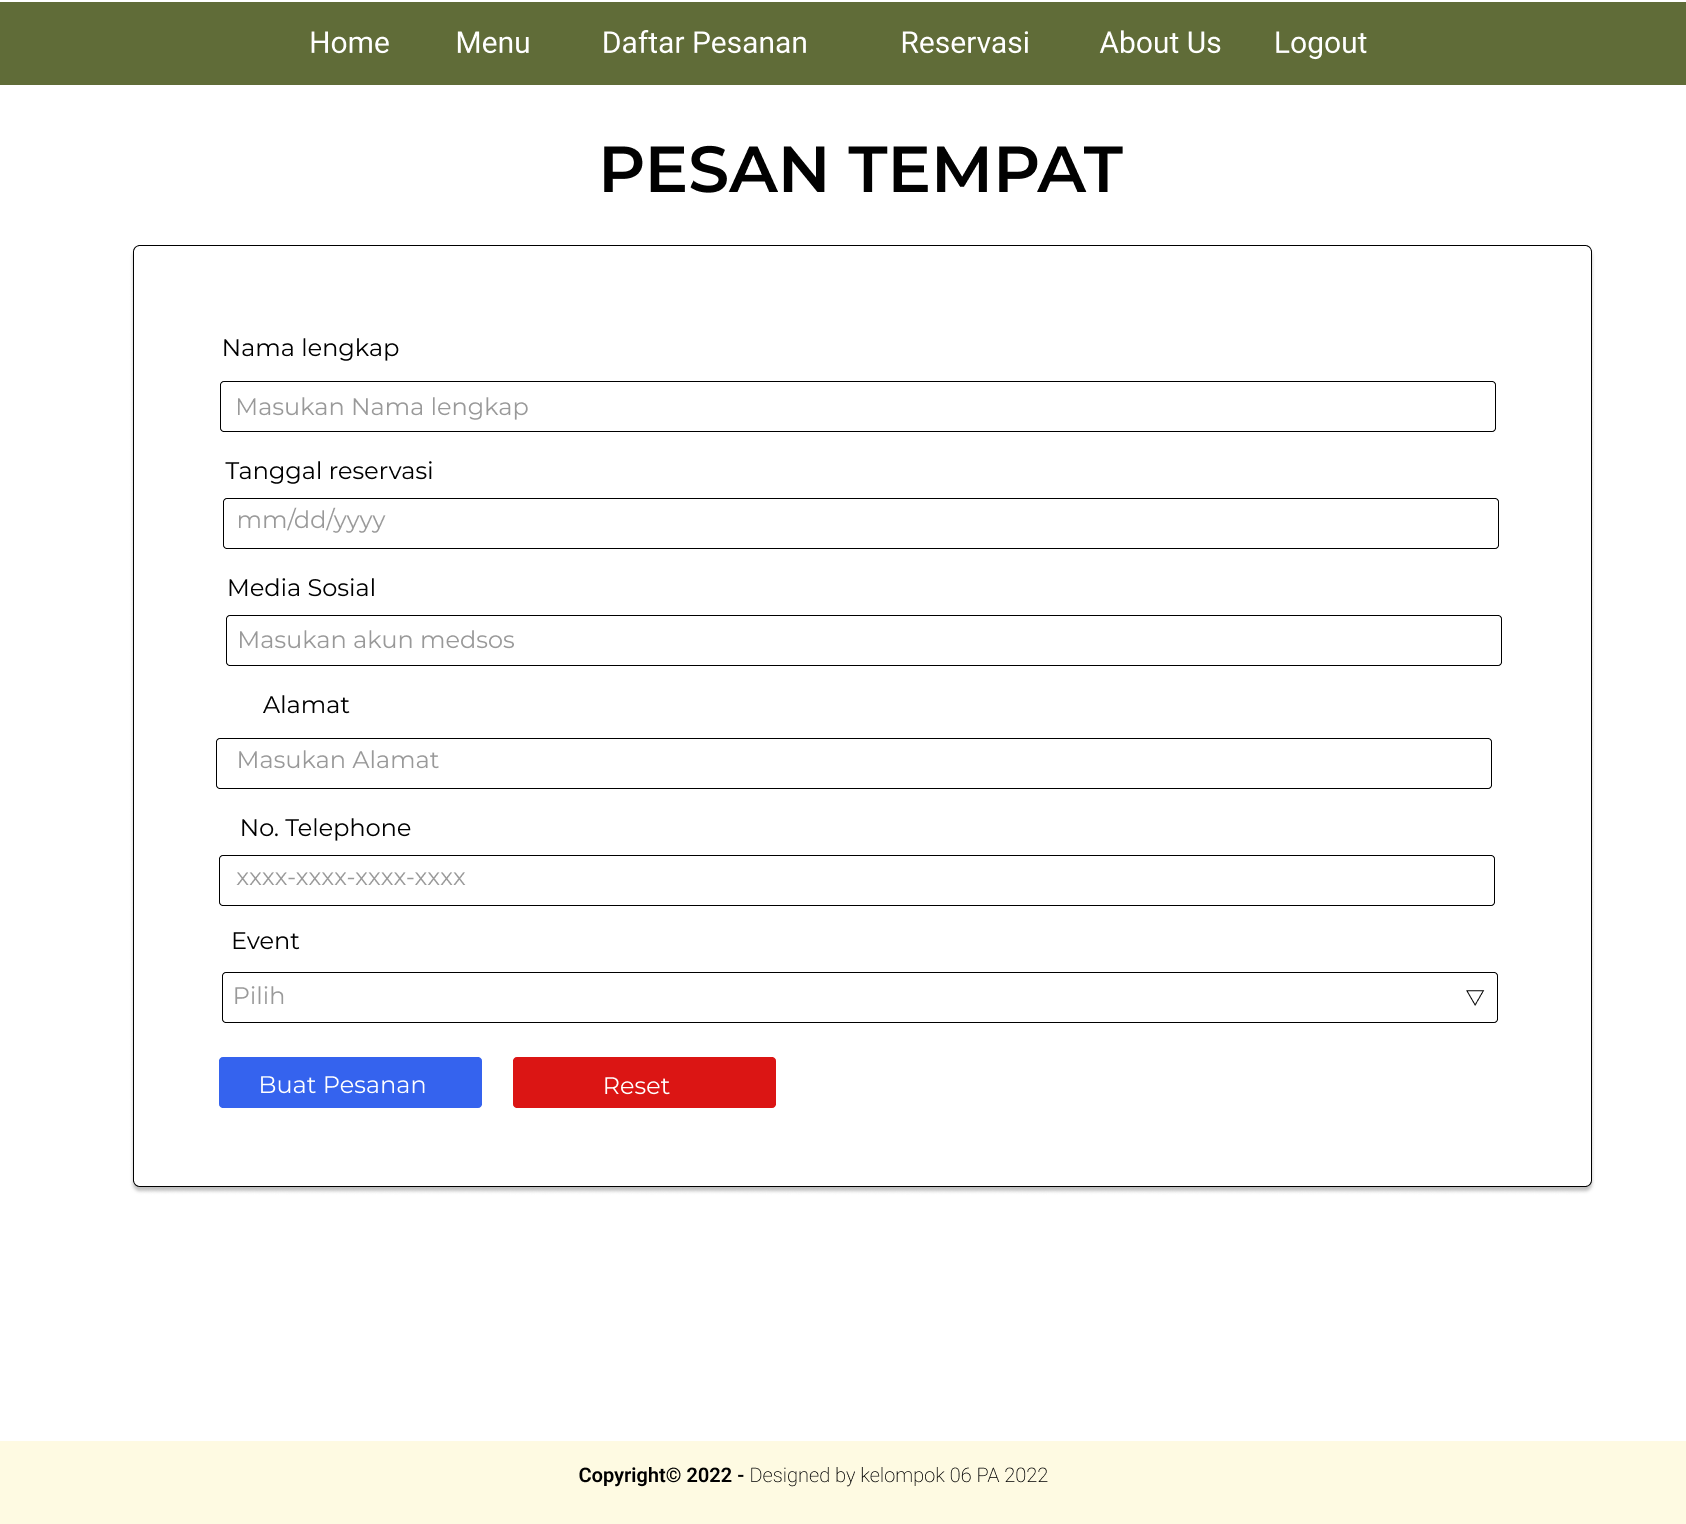 Home Menu Daftar Pesanan Reservasi About Us Logout
PESAN TEMPAT
Nama lengkap
Masukan Nama lengkap
Tanggal reservasi
mm/dd/yyyy
Media Sosial
Masukan akun medsos
Alamat
Masukan Alamat
No. Telephone
xxxx-xxxx-xxxx-xxxx
Event
Pilih
Buat Pesanan Reset
Copyright© 2022 - Designed by kelompok 06 PA 2022